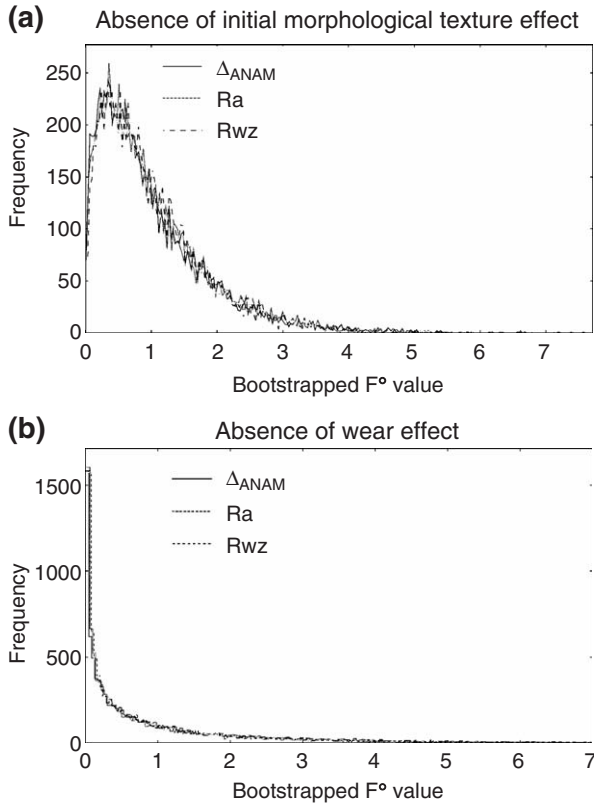 (a) Absence of initial morphological texture effect
Δ_ANAM
Ra
Rwz
Frequency
250
200
150
100
50
0
0 1 2 3 4 5 6 7
Bootstrapped F° value
(b) Absence of wear effect
Δ_ANAM
Ra
Rwz
Frequency
1500
1000
500
0
0 1 2 3 4 5 6 7
Bootstrapped F° value